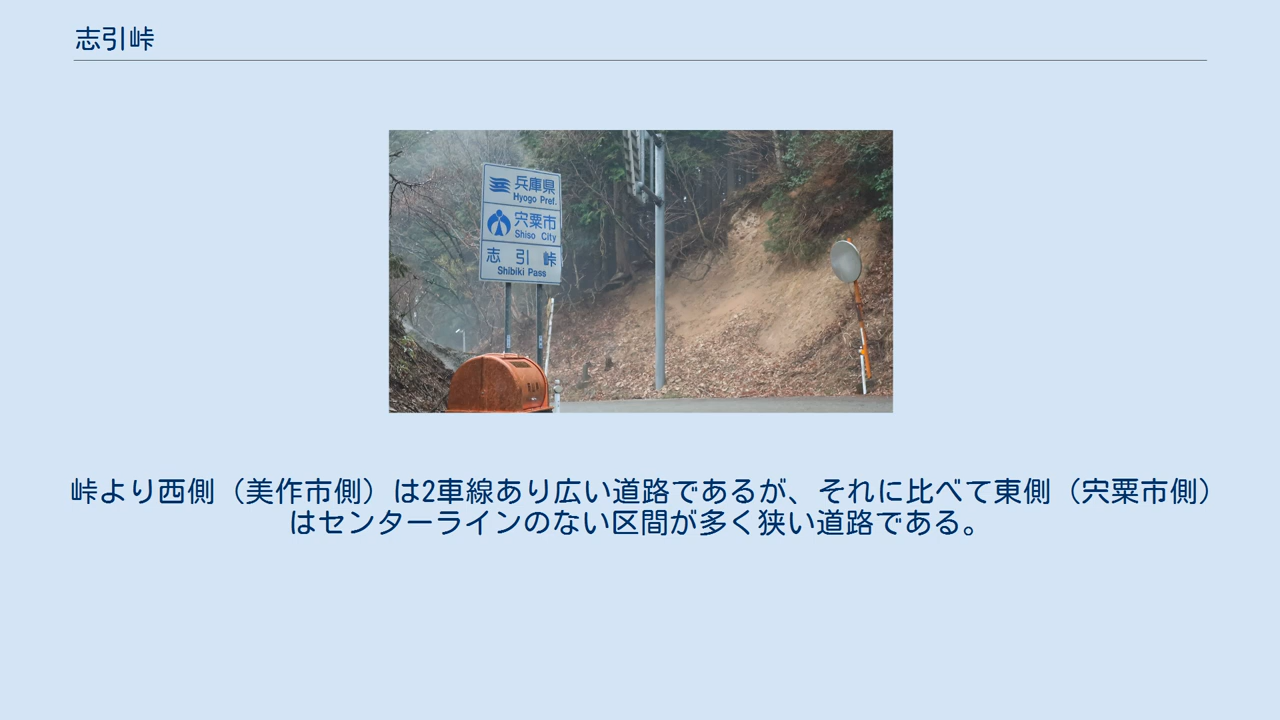 志引峠
兵庫県
Hyogo Pref.
宍粟市
Shiso City
志引峠
Shibiki Pass
峠より西側（美作市側）は2車線あり広い道路であるが、それに比べて東側（宍粟市側）
はセンターラインのない区間が多く狭い道路である。